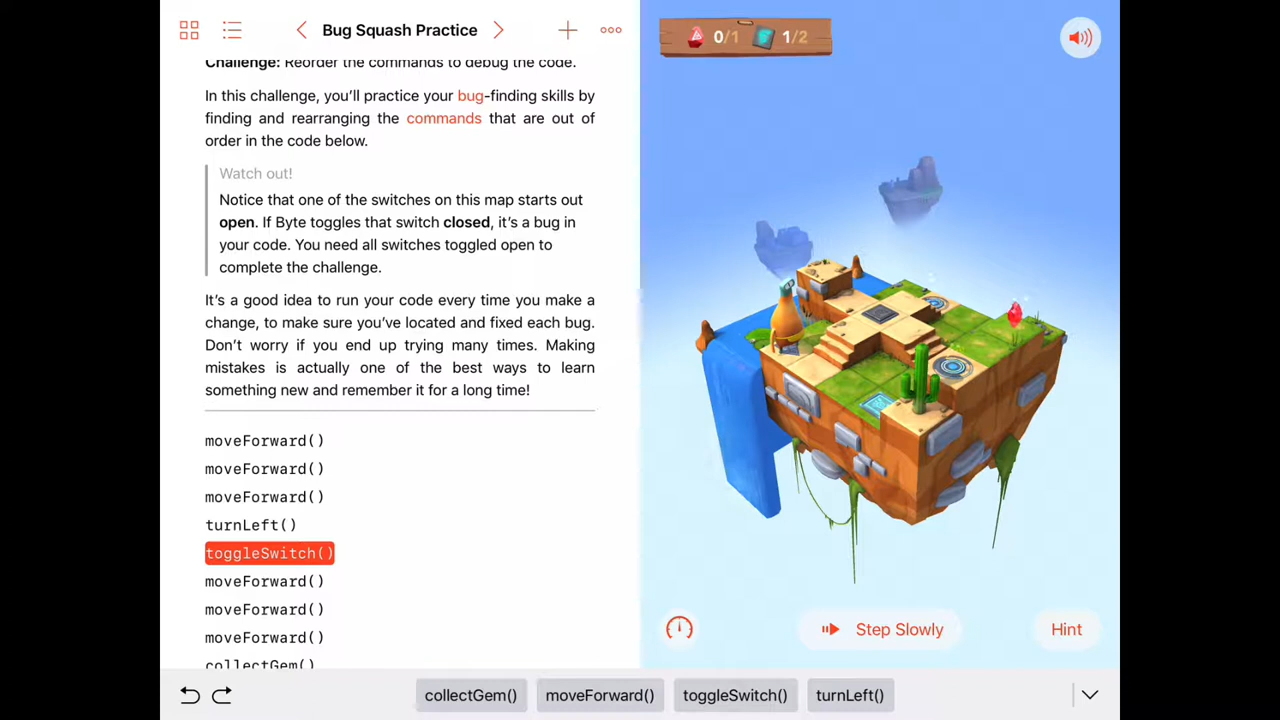 Bug Squash Practice
Challenge: Reorder the commands to debug the code.
In this challenge, you'll practice your bug-finding skills by
finding and rearranging the commands that are out of
order in the code below.
Watch out!
Notice that one of the switches on this map starts out
open. If Byte toggles that switch closed, it's a bug in
your code. You need all switches toggled open to
complete the challenge.
It's a good idea to run your code every time you make a
change, to make sure you've located and fixed each bug.
Don't worry if you end up trying many times. Making
mistakes is actually one of the best ways to learn
something new and remember it for a long time!
moveForward()
moveForward()
moveForward()
turnLeft()
toggleSwitch()
moveForward()
moveForward()
moveForward()
collectGem()
0/1 1/2
Step Slowly
Hint
collectGem() moveForward() toggleSwitch() turnLeft()